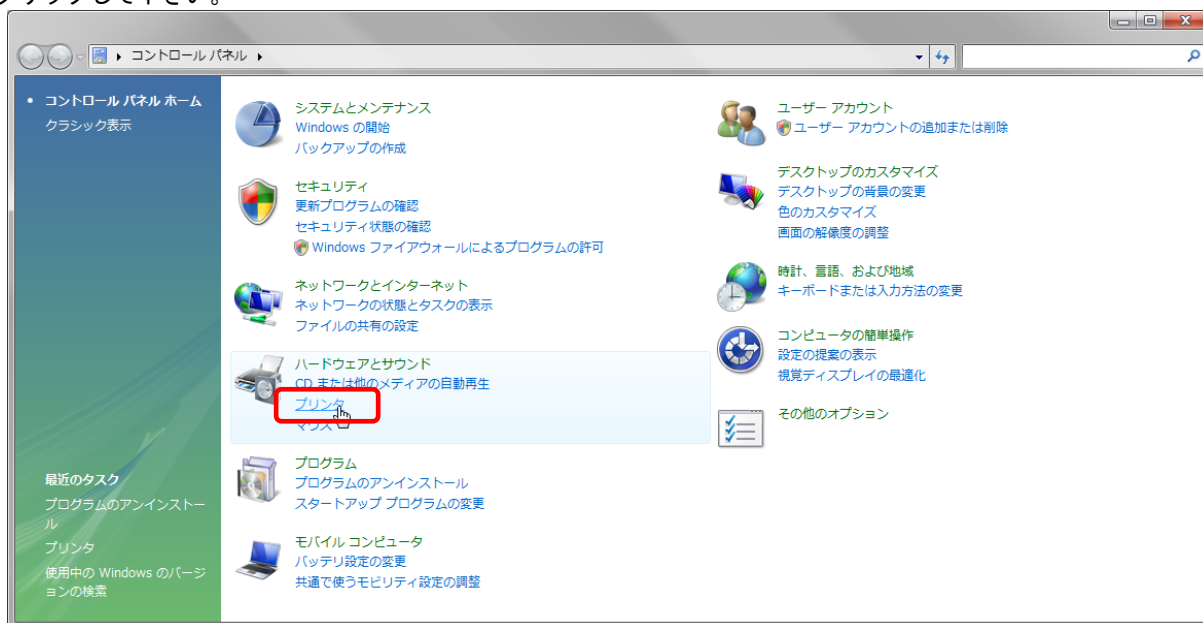 クリックして下さい。
コントロール パネル
コントロール パネル ホーム
クラシック表示
システムとメンテナンス
Windows の開始
バックアップの作成
セキュリティ
更新プログラムの確認
セキュリティ状態の確認
Windows ファイアウォールによるプログラムの許可
ネットワークとインターネット
ネットワークの状態とタスクの表示
ファイルの共有の設定
ハードウェアとサウンド
CD または他のメディアの自動再生
プリンタ
マウス
プログラム
プログラムのアンインストール
スタートアップ プログラムの変更
モバイル コンピュータ
バッテリ設定の変更
共通で使うモビリティ設定の調整
ユーザー アカウント
ユーザー アカウントの追加または削除
デスクトップのカスタマイズ
デスクトップの背景の変更
色のカスタマイズ
画面の解像度の調整
時計、言語、および地域
キーボードまたは入力方法の変更
コンピュータの簡単操作
設定の提案の表示
視覚ディスプレイの最適化
その他のオプション
最近のタスク
プログラムのアンインストー
ル
プリンタ
使用中の Windows のバージ
ョンの検索